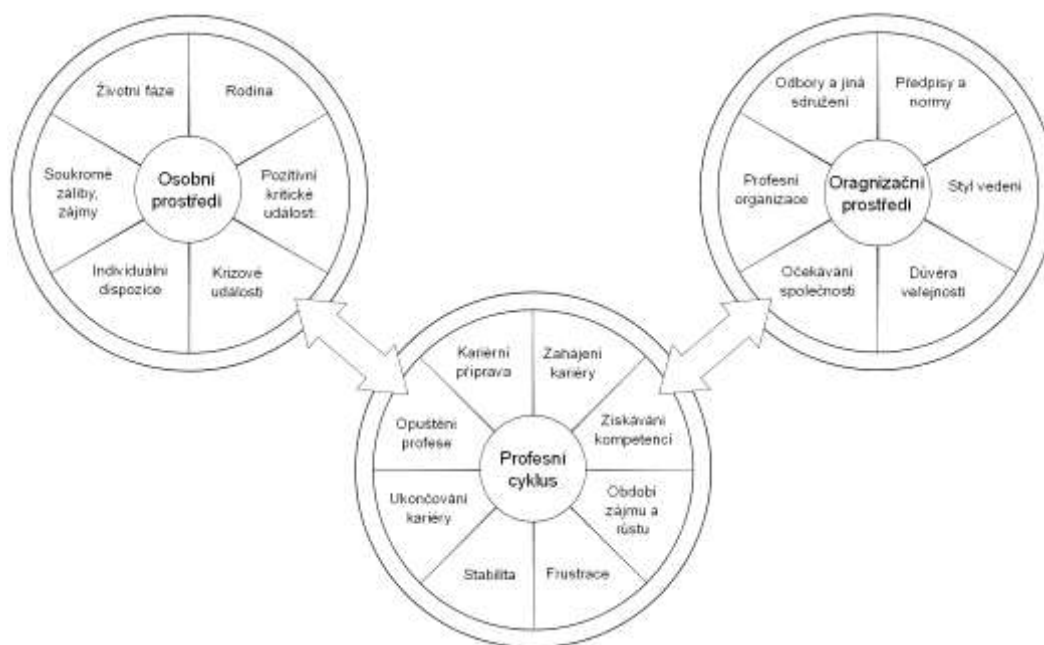 Životní fáze
Rodina
Soukromé
záliby,
zájmy
Osobní
prostředí
Pozitivní
kritické
událost
Individuální
dispozice
Krizové
události
Odbory a jiná
sdružení
Předpisy a
normy
Profesní
organizace
Oragnizační
prostředí
Styl vedení
Očekávání
společnosti
Důvěra
veřejnosti
Kariérní
příprava
Zahájení
kariéry
Opuštění
profese
Získávání
kompetencí
Profesní
cyklus
Ukončování
kariéry
Období
zájmu a
růstu
Stabilita
Frustrace